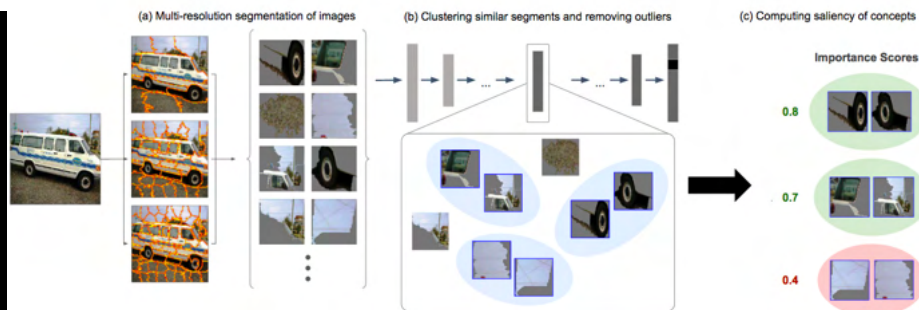 (a) Multi-resolution segmentation of images
(b) Clustering similar segments and removing outliers
(c) Computing saliency of concepts
Importance Scores
...
...
0.8
0.7
0.4